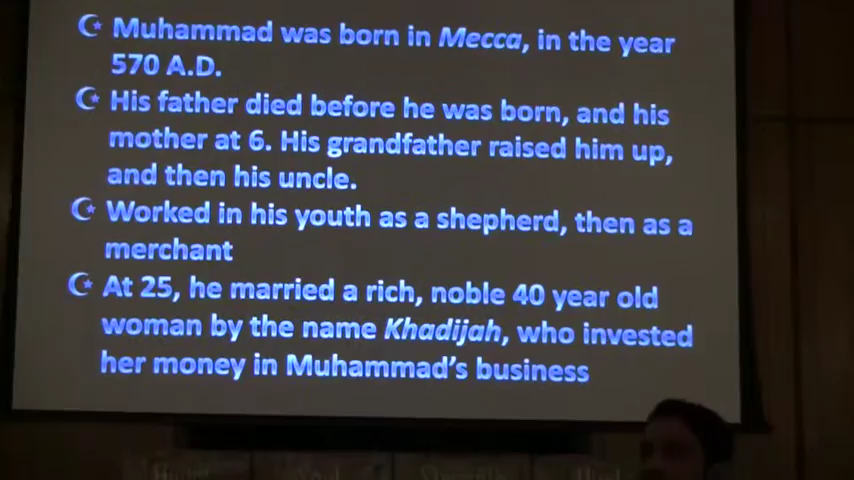 Muhammad was born in Mecca, in the year
570 A.D.
His father died before he was born, and his
mother at 6. His grandfather raised him up,
and then his uncle.
Worked in his youth as a shepherd, then as a
merchant
At 25, he married a rich, noble 40 year old
woman by the name Khadijah, who invested
her money in Muhammad's business